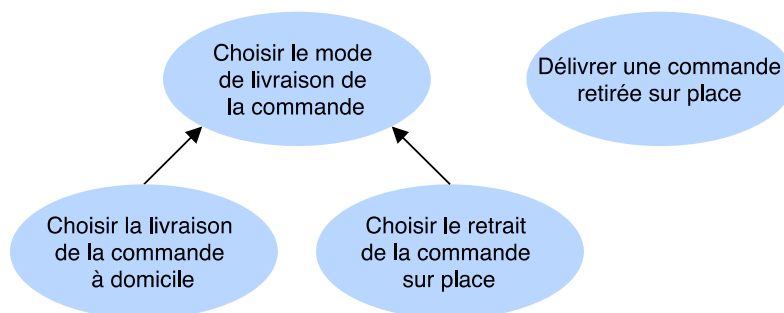 Choisir le mode
de livraison de
la commande
Délivrer une commande
retirée sur place
Choisir la livraison
de la commande
à domicile
Choisir le retrait
de la commande
sur place